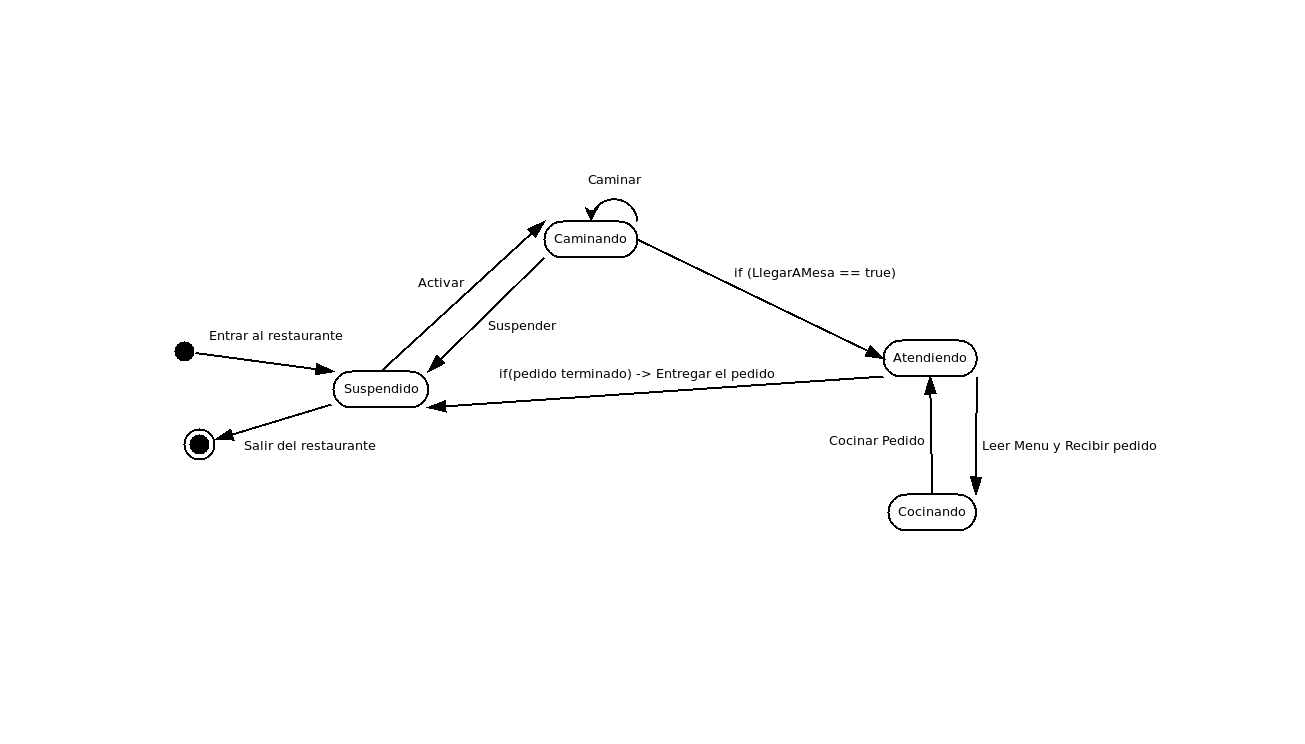 Caminar
Caminando
if (LlegarAMesa == true)
Activar
Suspender
Entrar al restaurante
Atendiendo
if(pedido terminado) -> Entregar el pedido
Suspendido
Cocinar Pedido
Leer Menu y Recibir pedido
Salir del restaurante
Cocinando